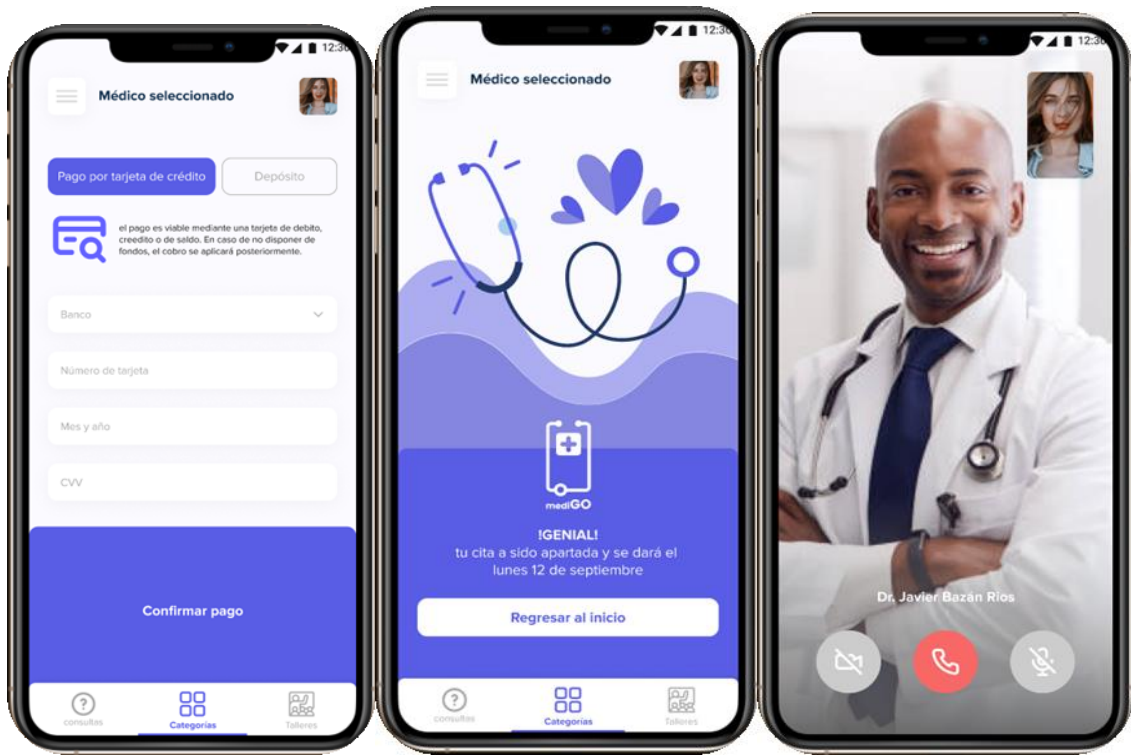 12:30
Médico seleccionado
Pago por tarjeta de crédito
Depósito
el pago es viable mediante una tarjeta de debito,
creedito o de saldo. En caso de no disponer de
fondos, el cobro se aplicará posteriormente.
Banco
Número de tarjeta
Mes y año
CVV
Confirmar pago
?
consultas
Categorías
Talleres
12:30
Médico seleccionado
mediGO
!GENIAL!
tu cita a sido apartada y se dará el
lunes 12 de septiembre
Regresar al inicio
?
consultas
Categorías
Talleres
12:30
Dr. Javier Bazán Rios